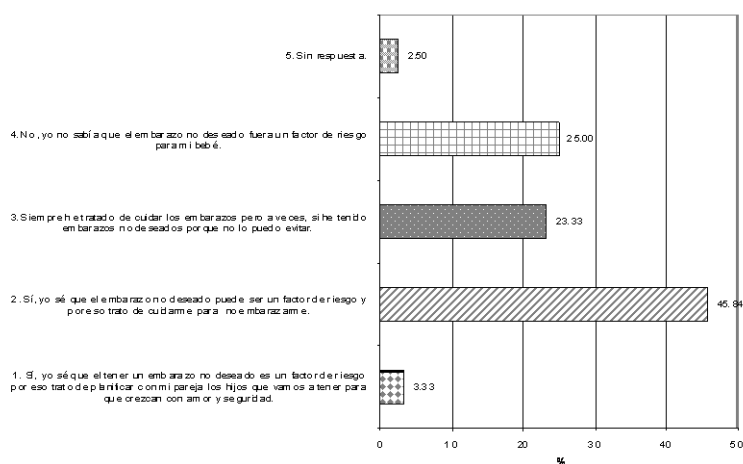 5. Sin respuesta.
2.50
4. No, yo no sabía que el embarazo no deseado fuera un factor de riesgo
para mi bebé.
25.00
3. Siempre he tratado de cuidar los embarazos pero a veces, si he tenido
embarazos no deseados porque no lo puedo evitar.
23.33
2. Sí, yo sé que el embarazo no deseado puede ser un factor de riesgo y
por eso trato de cuidarme para no embarazarme.
45.84
1. Sí, yo sé que el tener un embarazo no deseado es un factor de riesgo
por eso trato de planificar con mi pareja los hijos que vamos a tener para
que crezcan con amor y seguridad.
3.33
0 10 20 30 40 50
%